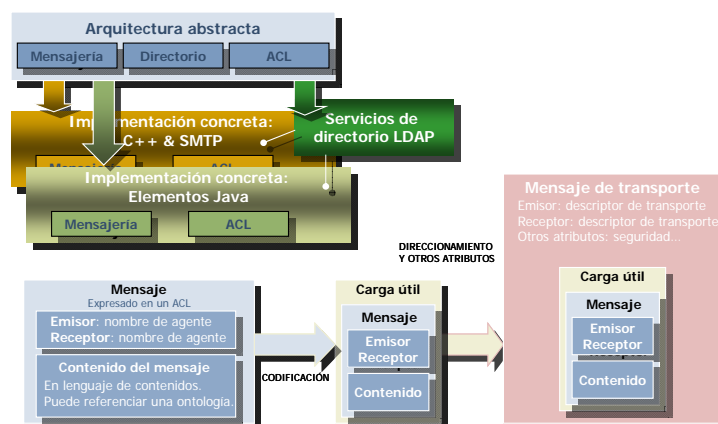 Arquitectura abstracta
Mensajería
Directorio
ACL
Implementación concreta:
C++ & SMTP
Servicios de
directorio LDAP
Mensajería
ACL
Implementación concreta:
Elementos Java
Mensajería
ACL
Mensaje de transporte
Emisor: descriptor de transporte
Receptor: descriptor de transporte
Otros atributos: seguridad...
DIRECCIONAMIENTO
Y OTROS ATRIBUTOS
Mensaje
Expresado en un ACL
Emisor: nombre de agente
Receptor: nombre de agente
Contenido del mensaje
En lenguaje de contenidos.
Puede referenciar una ontología.
CODIFICACIÓN
Carga útil
Mensaje
Emisor
Receptor
Contenido
Carga útil
Mensaje
Emisor
Receptor
Contenido